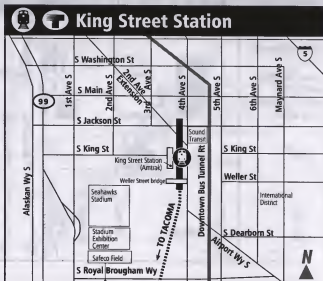 King Street Station
5
S Washington St
2nd Ave
Extension
S Main
1st Ave S
2nd Ave S
3rd Ave S
4th Ave S
5th Ave S
6th Ave S
Maynard Ave S
99
S Jackson St
Sound
Transit
S King St
S King St
King Street Station
(Amtrak)
Weller Street bridge
Weller St
Alaskan Wy S
Seahawks
Stadium
Downtown Bus Tunnel Rt
International
District
Stadium
Exhibition
Center
← TO TACOMA
S Dearborn St
Airport Wy S
Safeco Field
S Royal Brougham Wy
N